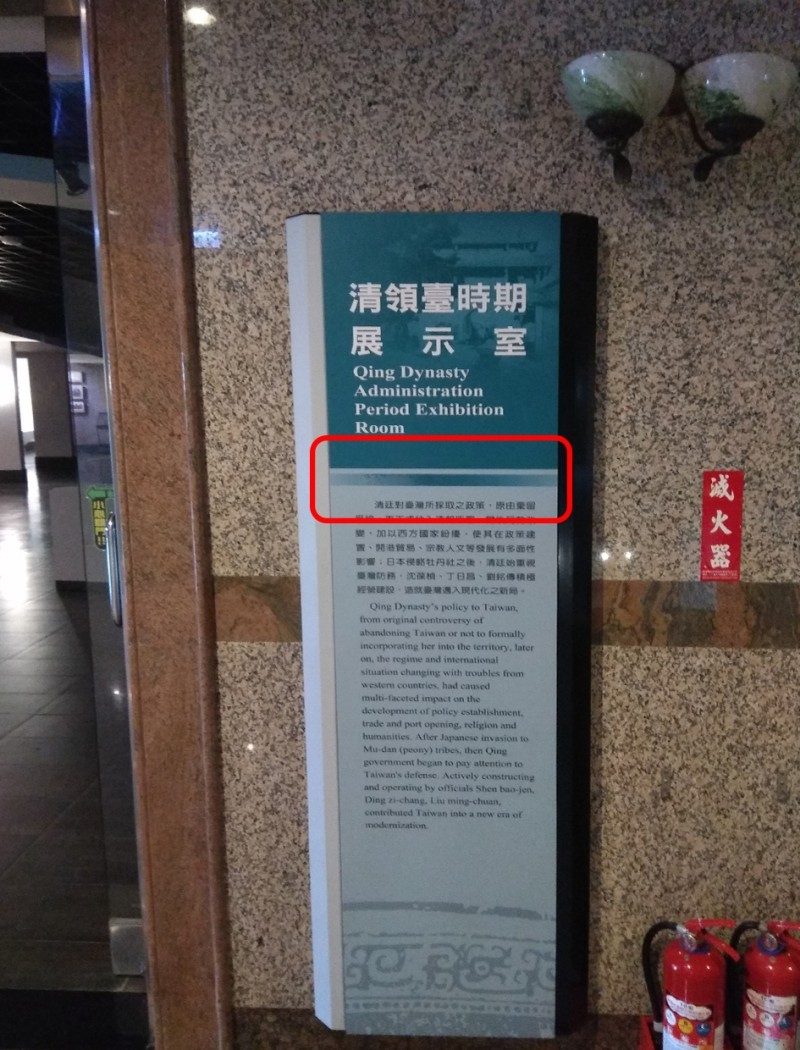 清領臺時期
展示室
Qing Dynasty
Administration
Period Exhibition
Room
清廷對臺灣所採取之政策，原由棄留
變，加以西方國家紛擾，使其在政策建
置、開港貿易、宗教人文等發展有多面性
影響；日本侵略牡丹社之後，清廷始重視
臺灣防務，沈葆楨、丁日昌、劉銘傳積極
經營建設，造就臺灣邁入現代化之新局。
Qing Dynasty's policy to Taiwan,
from original controversy of
abandoning Taiwan or not to formally
incorporating her into the territory, later
on, the regime and international
situation changing with troubles from
western countries, had caused
multi-faceted impact on the
development of policy establishment,
trade and port opening, religion and
humanities. After Japanese invasion to
Mu-dan (peony) tribes, then Qing
government began to pay attention to
Taiwan's defense. Actively constructing
and operating by officials Shen bao-jen,
Ding zi-chang, Liu ming-chuan,
contributed Taiwan into a new era of
modernization.
滅火器